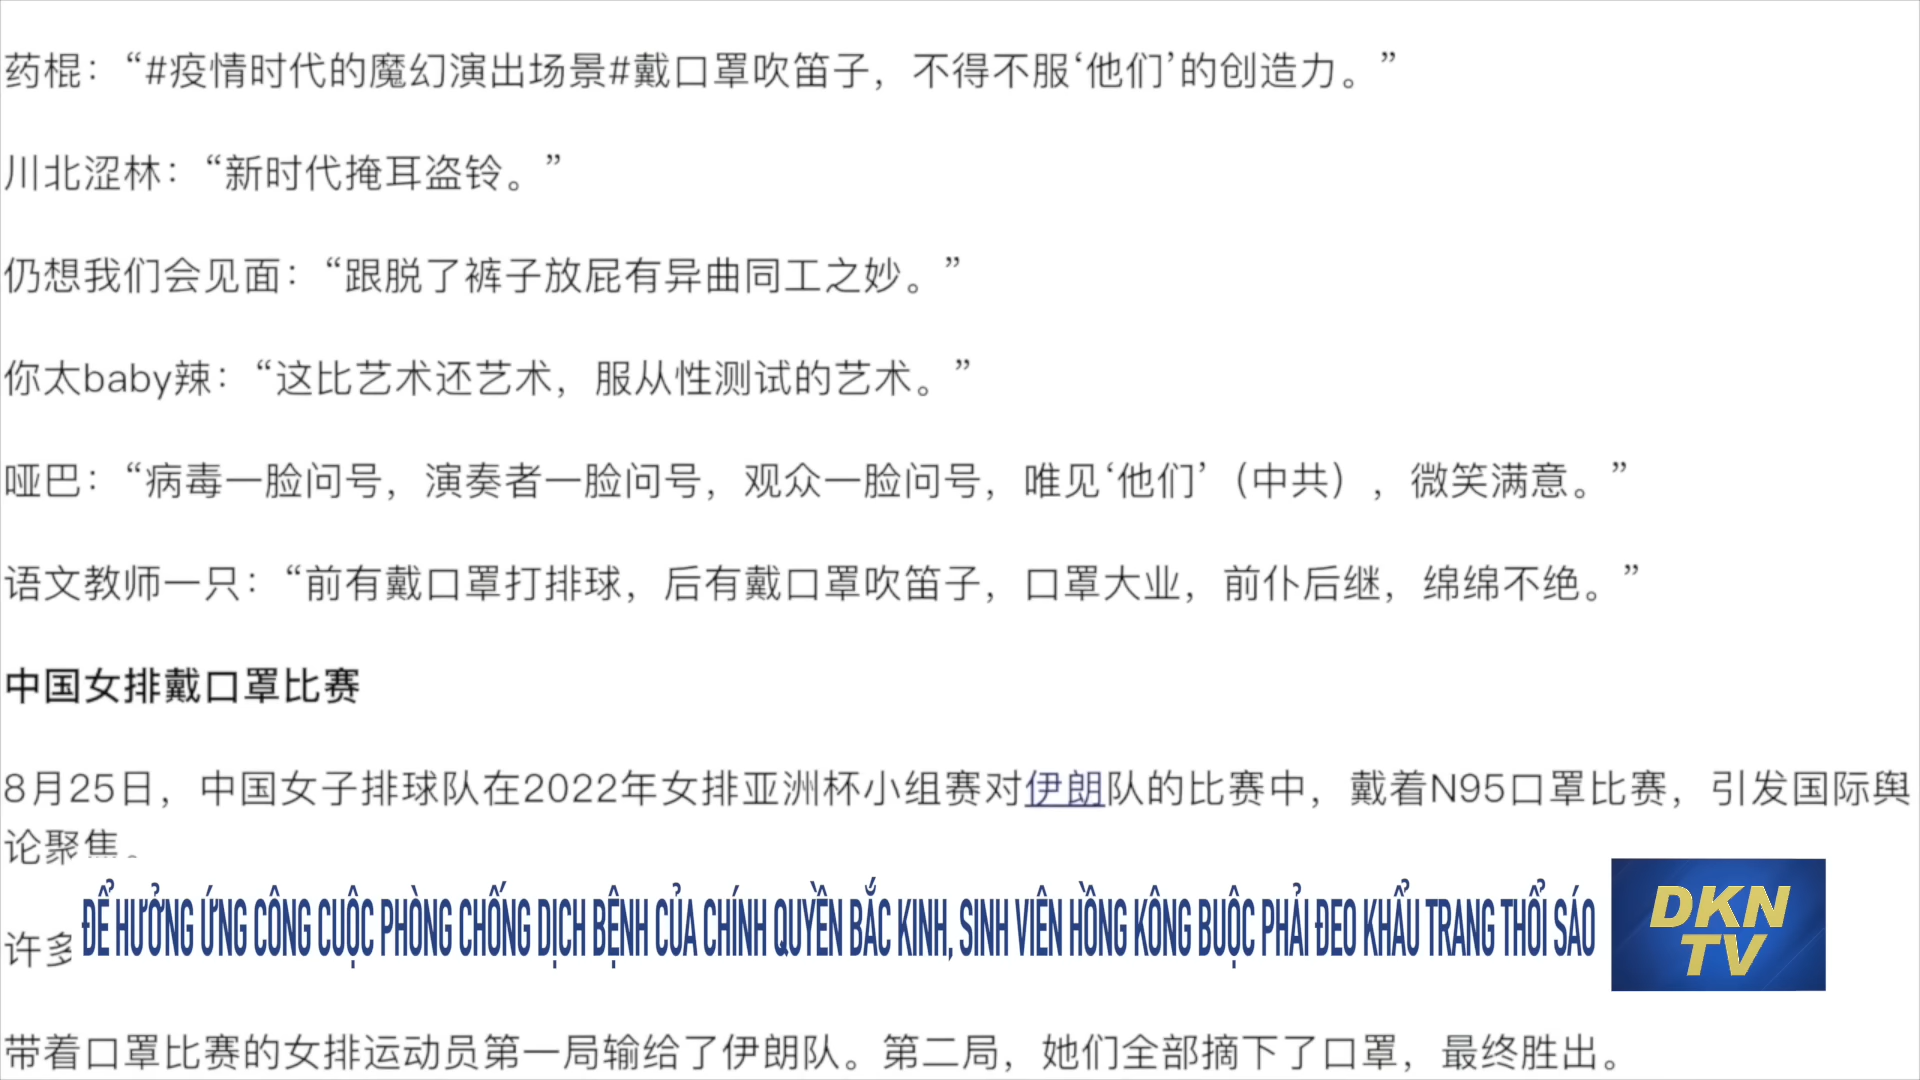 药棍：“#疫情时代的魔幻演出场景#戴口罩吹笛子，不得不服‘他们’的创造力。”
川北涩林：“新时代掩耳盗铃。”
仍想我们会见面：“跟脱了裤子放屁有异曲同工之妙。”
你太baby辣：“这比艺术还艺术，服从性测试的艺术。”
哑巴：“病毒一脸问号，演奏者一脸问号，观众一脸问号，唯见‘他们’（中共），微笑满意。”
语文教师一只：“前有戴口罩打排球，后有戴口罩吹笛子，口罩大业，前仆后继，绵绵不绝。”
中国女排戴口罩比赛
8月25日，中国女子排球队在2022年女排亚洲杯小组赛对伊朗队的比赛中，戴着N95口罩比赛，引发国际舆
论聚焦。
许多
ĐỂ HƯỞNG ỨNG CÔNG CUỘC PHÒNG CHỐNG DỊCH BỆNH CỦA CHÍNH QUYỀN BẮC KINH, SINH VIÊN HỒNG KÔNG BUỘC PHẢI ĐEO KHẨU TRANG THỔI SÁO
DKN
TV
带着口罩比赛的女排运动员第一局输给了伊朗队。第二局，她们全部摘下了口罩，最终胜出。